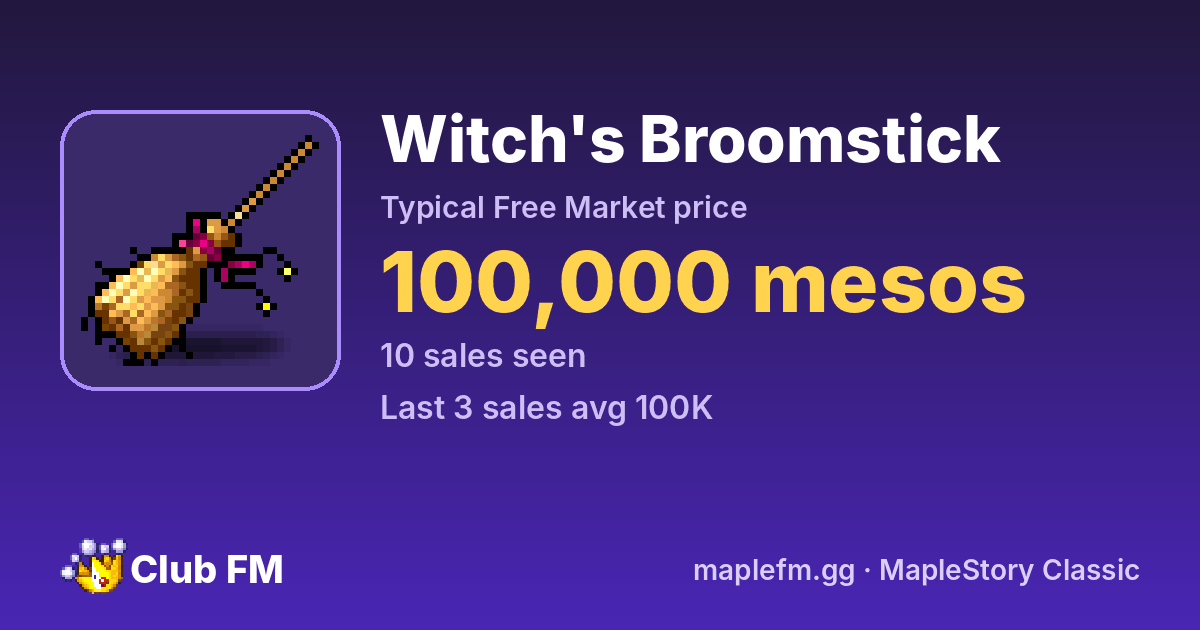 Witch's Broomstick
Typical Free Market price
100,000 mesos
10 sales seen
Last 3 sales avg 100K
Club FM
maplefm.gg · MapleStory Classic